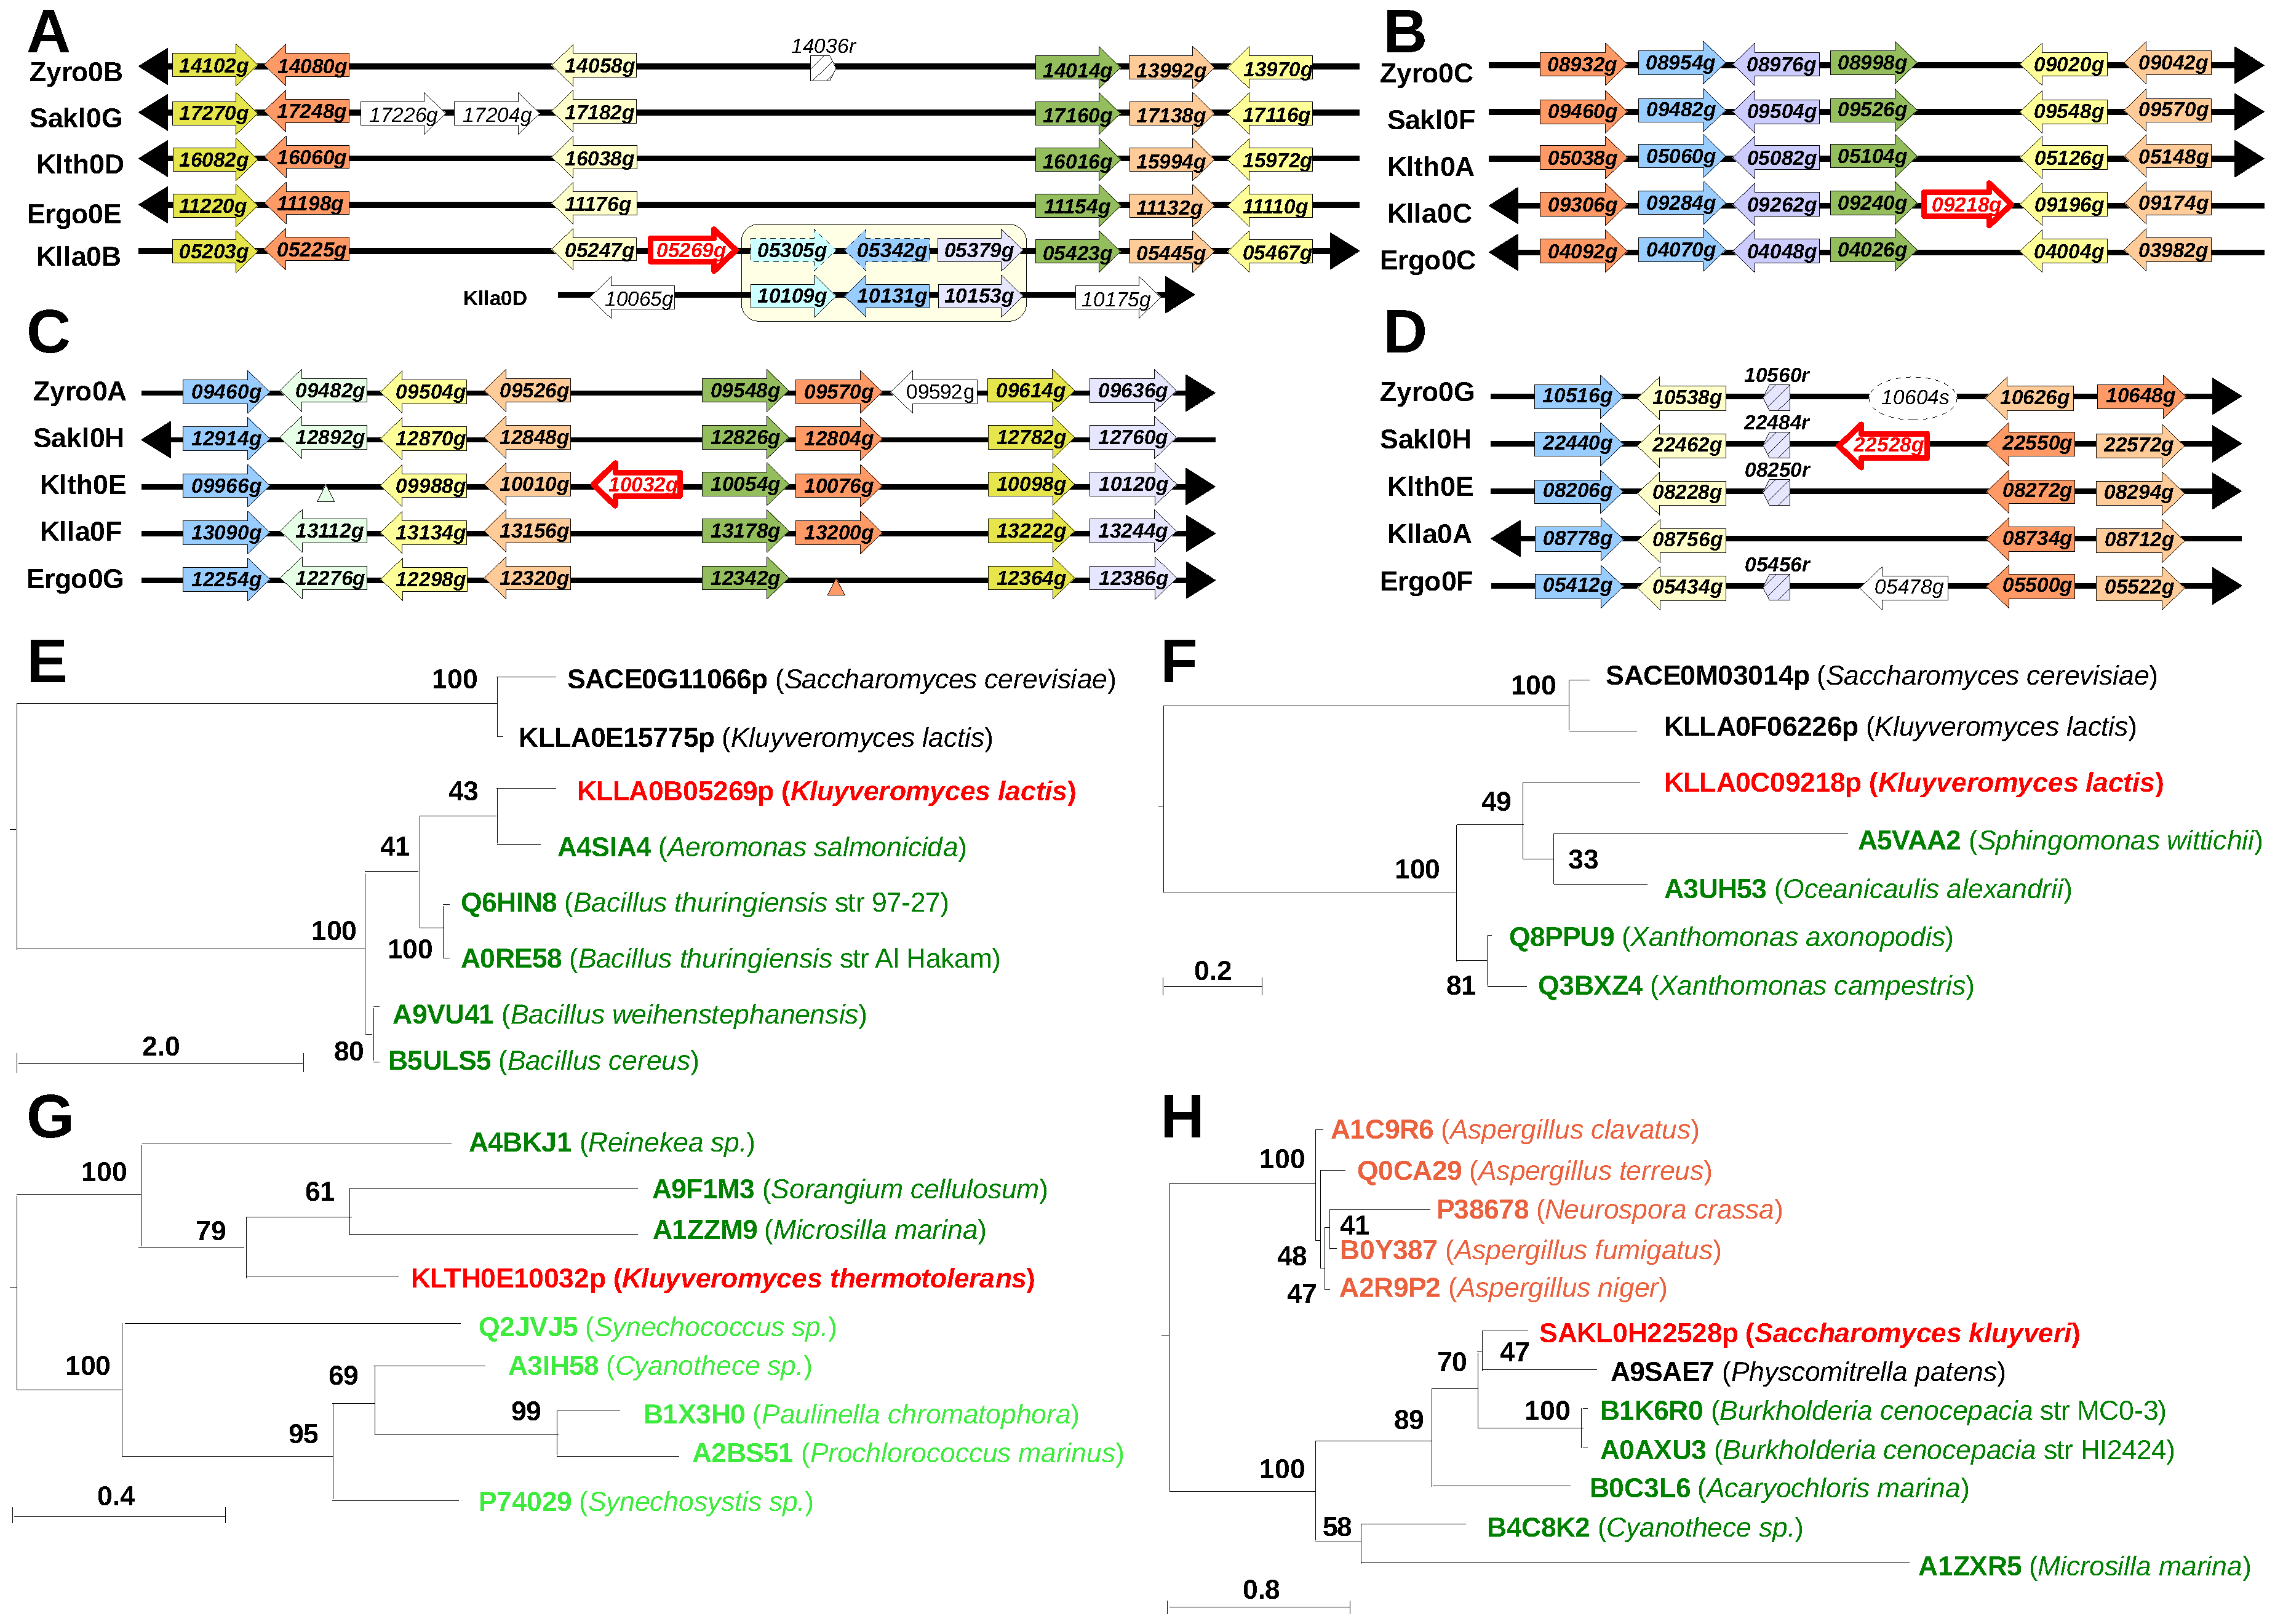 A
14036r
Zyro0B 14102g 14080g 14058g 14014g 13992g 13970g
Sakl0G 17270g 17248g 17226g 17204g 17182g 17160g 17138g 17116g
Klth0D 16082g 16060g 16038g 16016g 15994g 15972g
Ergo0E 11220g 11198g 11176g 11154g 11132g 11110g
Klla0B 05203g 05225g 05247g 05269g 05305g 05342g 05379g 05423g 05445g 05467g
Klla0D 10065g 10109g 10131g 10153g 10175g
B
Zyro0C 08932g 08954g 08976g 08998g 09020g 09042g
Sakl0F 09460g 09482g 09504g 09526g 09548g 09570g
Klth0A 05038g 05060g 05082g 05104g 05126g 05148g
Klla0C 09306g 09284g 09262g 09240g 09218g 09196g 09174g
Ergo0C 04092g 04070g 04048g 04026g 04004g 03982g
C
Zyro0A 09460g 09482g 09504g 09526g 09548g 09570g 09592g 09614g 09636g
Sakl0H 12914g 12892g 12870g 12848g 12826g 12804g 12782g 12760g
Klth0E 09966g 09988g 10010g 10032g 10054g 10076g 10098g 10120g
Klla0F 13090g 13112g 13134g 13156g 13178g 13200g 13222g 13244g
Ergo0G 12254g 12276g 12298g 12320g 12342g 12364g 12386g
D
10560r
Zyro0G 10516g 10538g 10604s 10626g 10648g
22484r
Sakl0H 22440g 22462g 22528g 22550g 22572g
08250r
Klth0E 08206g 08228g 08272g 08294g
Klla0A 08778g 08756g 08734g 08712g
05456r
Ergo0F 05412g 05434g 05478g 05500g 05522g
E
100 SACE0G11066p (Saccharomyces cerevisiae)
KLLA0E15775p (Kluyveromyces lactis)
43 KLLA0B05269p (Kluyveromyces lactis)
41 A4SIA4 (Aeromonas salmonicida)
Q6HIN8 (Bacillus thuringiensis str 97-27)
100
100 A0RE58 (Bacillus thuringiensis str Al Hakam)
A9VU41 (Bacillus weihenstephanensis)
2.0
80 B5ULS5 (Bacillus cereus)
F
100 SACE0M03014p (Saccharomyces cerevisiae)
KLLA0F06226p (Kluyveromyces lactis)
KLLA0C09218p (Kluyveromyces lactis)
49
A5VAA2 (Sphingomonas wittichii)
100 33
A3UH53 (Oceanicaulis alexandrii)
Q8PPU9 (Xanthomonas axonopodis)
0.2
81 Q3BXZ4 (Xanthomonas campestris)
G
A4BKJ1 (Reinekea sp.)
100
61 A9F1M3 (Sorangium cellulosum)
79 A1ZZM9 (Microsilla marina)
KLTH0E10032p (Kluyveromyces thermotolerans)
Q2JVJ5 (Synechococcus sp.)
100 69 A3IH58 (Cyanothece sp.)
99 B1X3H0 (Paulinella chromatophora)
95 A2BS51 (Prochlorococcus marinus)
0.4 P74029 (Synechosystis sp.)
H
A1C9R6 (Aspergillus clavatus)
100 Q0CA29 (Aspergillus terreus)
P38678 (Neurospora crassa)
41
48 B0Y387 (Aspergillus fumigatus)
47 A2R9P2 (Aspergillus niger)
SAKL0H22528p (Saccharomyces kluyveri)
70 47 A9SAE7 (Physcomitrella patens)
89 100 B1K6R0 (Burkholderia cenocepacia str MC0-3)
A0AXU3 (Burkholderia cenocepacia str HI2424)
100 B0C3L6 (Acaryochloris marina)
58 B4C8K2 (Cyanothece sp.)
A1ZXR5 (Microsilla marina)
0.8